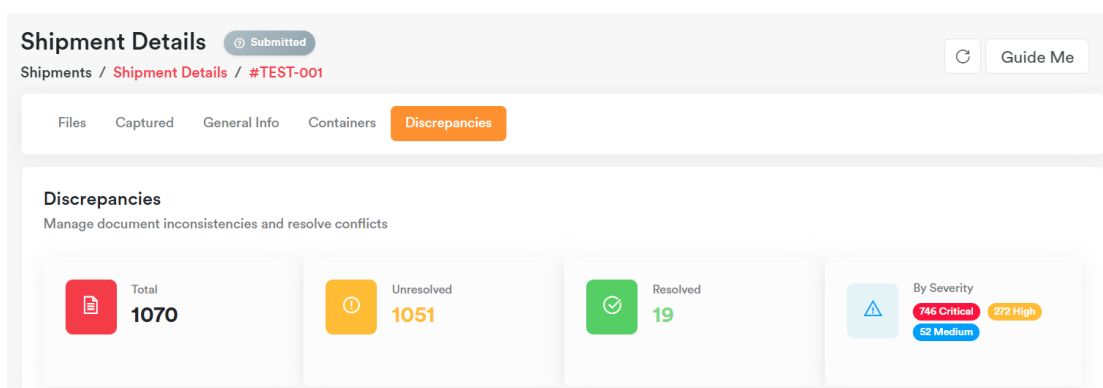 Shipment Details Submitted
Shipments / Shipment Details / #TEST-001
Guide Me
Files Captured General Info Containers Discrepancies
Discrepancies
Manage document inconsistencies and resolve conflicts
Total
1070
Unresolved
1051
Resolved
19
By Severity
746 Critical 272 High
52 Medium